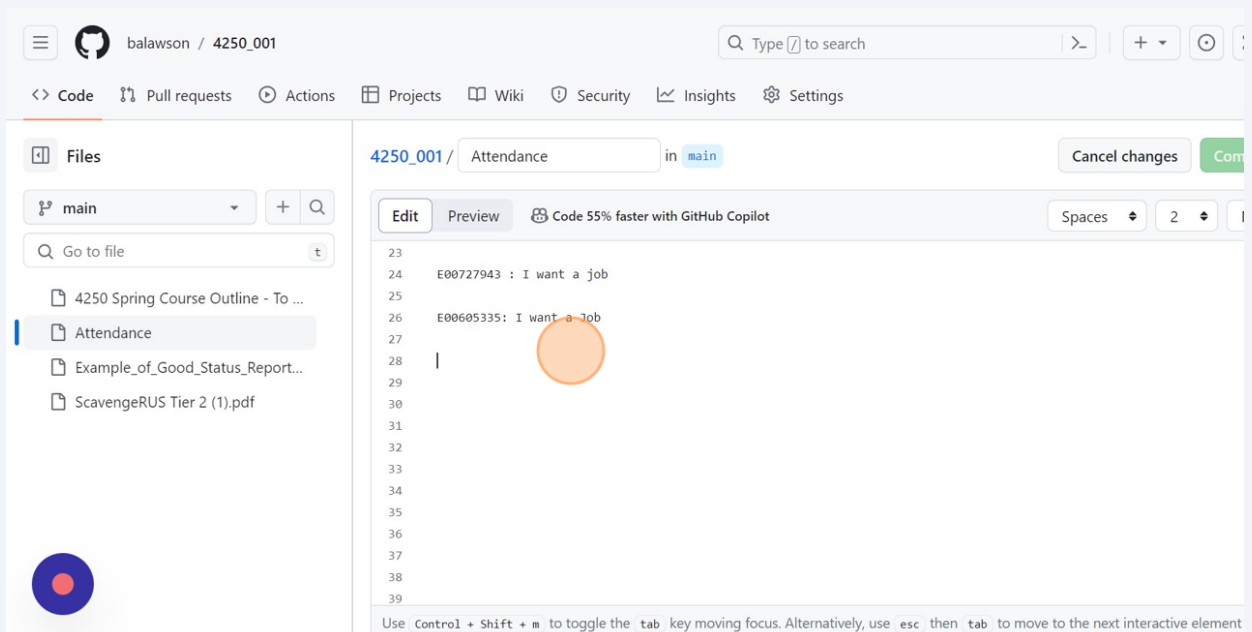 balawson / 4250_001
Type / to search
Code
Pull requests
Actions
Projects
Wiki
Security
Insights
Settings
Files
4250_001 / Attendance in main
Cancel changes
Com
main
Edit
Preview
Code 55% faster with GitHub Copilot
Spaces
2
Go to file
t
4250 Spring Course Outline - To ...
Attendance
Example_of_Good_Status_Report...
ScavengeRUS Tier 2 (1).pdf
23
24 E00727943 : I want a job
25
26 E00605335: I want a Job
27
28
29
30
31
32
33
34
35
36
37
38
39
Use Control + Shift + m to toggle the tab key moving focus. Alternatively, use esc then tab to move to the next interactive element